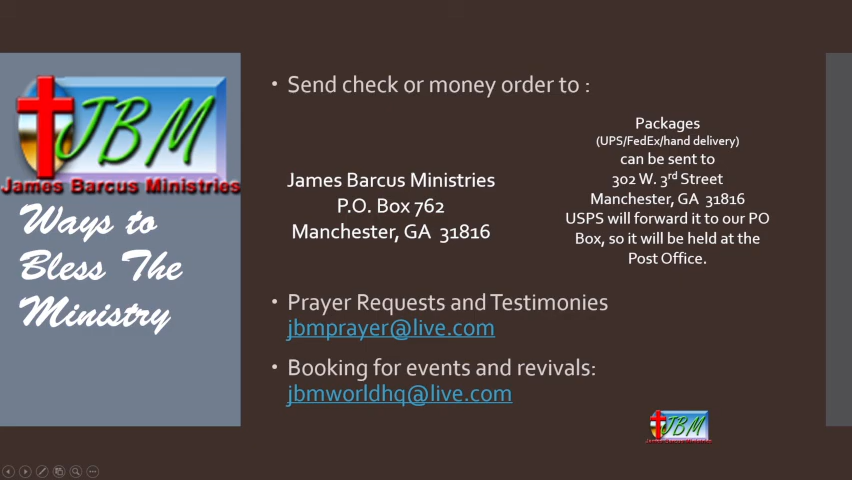 JBM
James Barcus Ministries
Ways to
Bless The
Ministry
• Send check or money order to :
James Barcus Ministries
P.O. Box 762
Manchester, GA 31816
Packages
(UPS/FedEx/hand delivery)
can be sent to
302 W. 3rd Street
Manchester, GA 31816
USPS will forward it to our PO
Box, so it will be held at the
Post Office.
• Prayer Requests and Testimonies
jbmprayer@live.com
• Booking for events and revivals:
jbmworldhq@live.com
JBM
James Barcus Ministries